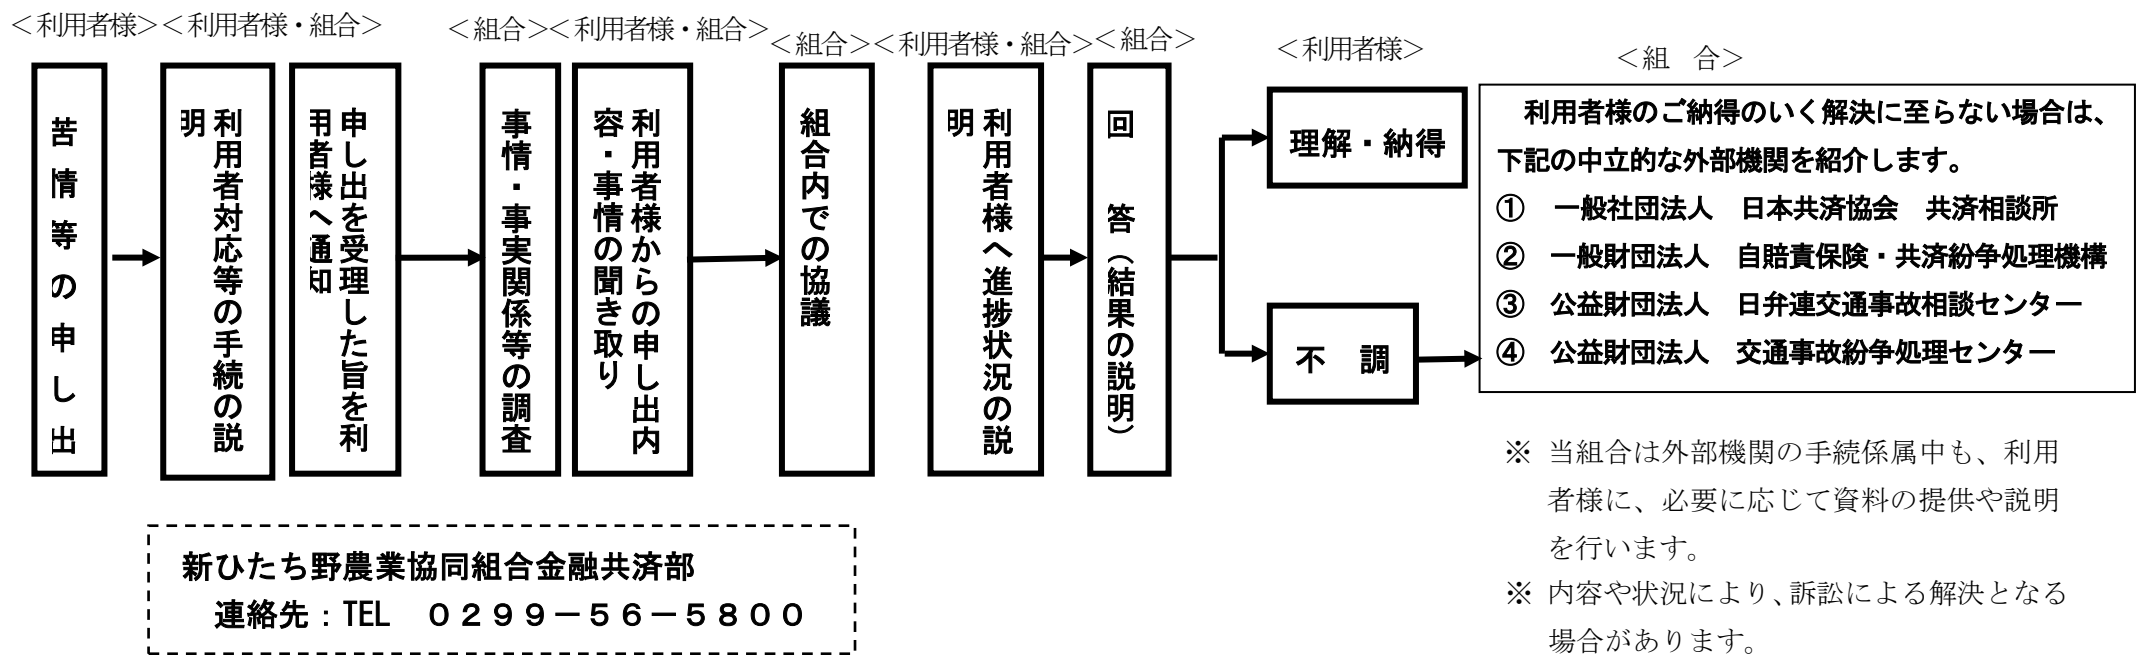 ＜利用者様＞
＜利用者様・組合＞
＜組合＞
＜利用者様・組合＞
＜組合＞
＜利用者様・組合＞
＜組合＞
＜利用者様＞
＜組　合＞
苦情等の申し出
利用者対応等の手続の説
明
申し出を受理した旨を利
用者様へ通知
事情・事実関係等の調査
利用者様からの申し出内
容・事情の聞き取り
組合内での協議
利用者様へ進捗状況の説
明
回　答（結果の説明）
理解・納得
不　調
利用者様のご納得のいく解決に至らない場合は、
下記の中立的な外部機関を紹介します。
①　一般社団法人　日本共済協会　共済相談所
②　一般財団法人　自賠責保険・共済紛争処理機構
③　公益財団法人　日弁連交通事故相談センター
④　公益財団法人　交通事故紛争処理センター
※ 当組合は外部機関の手続係属中も、利用
者様に、必要に応じて資料の提供や説明
を行います。
※ 内容や状況により、訴訟による解決となる
場合があります。
新ひたち野農業協同組合金融共済部
連絡先：TEL　０２９９－５６－５８００